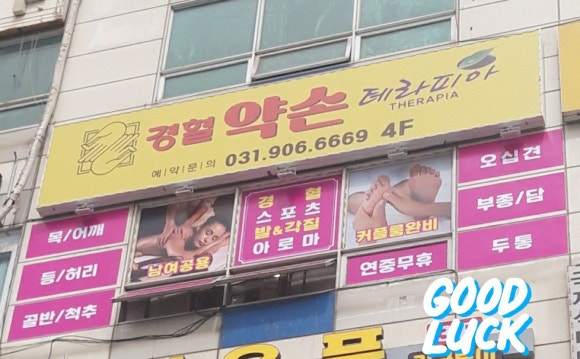 경혈 약손 테라피아
THERAPIA
예|약|문|의 031.906.6669 4F
목/어깨
등/허리
골반/척추
남여공용
경혈
스포츠
발&각질
아로마
커플룸완비
연중무휴
오십견
부종/담
두통
GOOD
LUCK